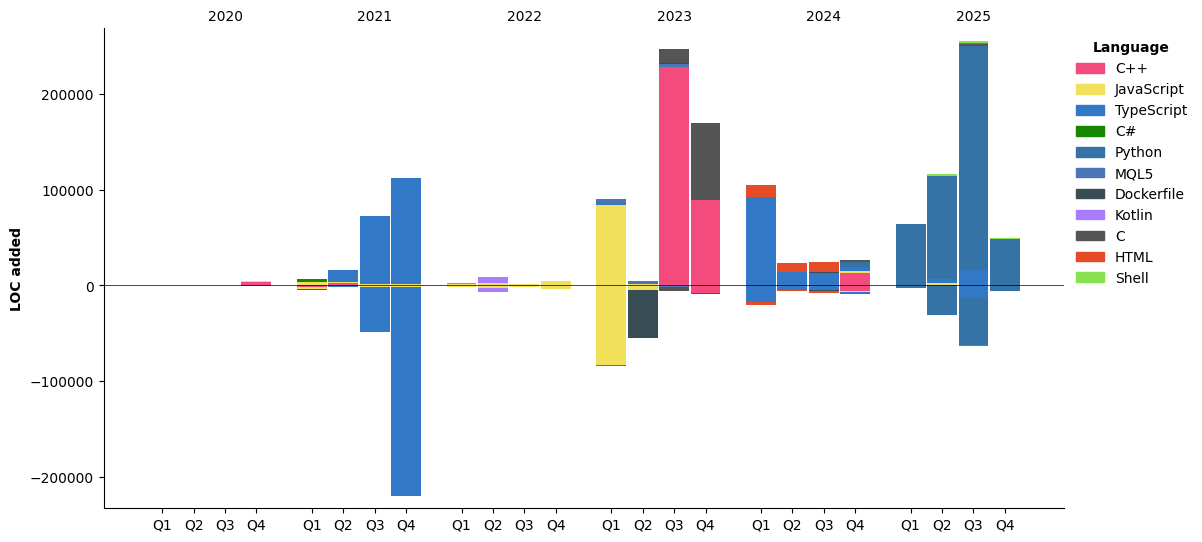 2020 2021 2022 2023 2024 2025
LOC added
200000
100000
0
−100000
−200000
Q1 Q2 Q3 Q4 Q1 Q2 Q3 Q4 Q1 Q2 Q3 Q4 Q1 Q2 Q3 Q4 Q1 Q2 Q3 Q4 Q1 Q2 Q3 Q4
Language
C++
JavaScript
TypeScript
C#
Python
MQL5
Dockerfile
Kotlin
C
HTML
Shell